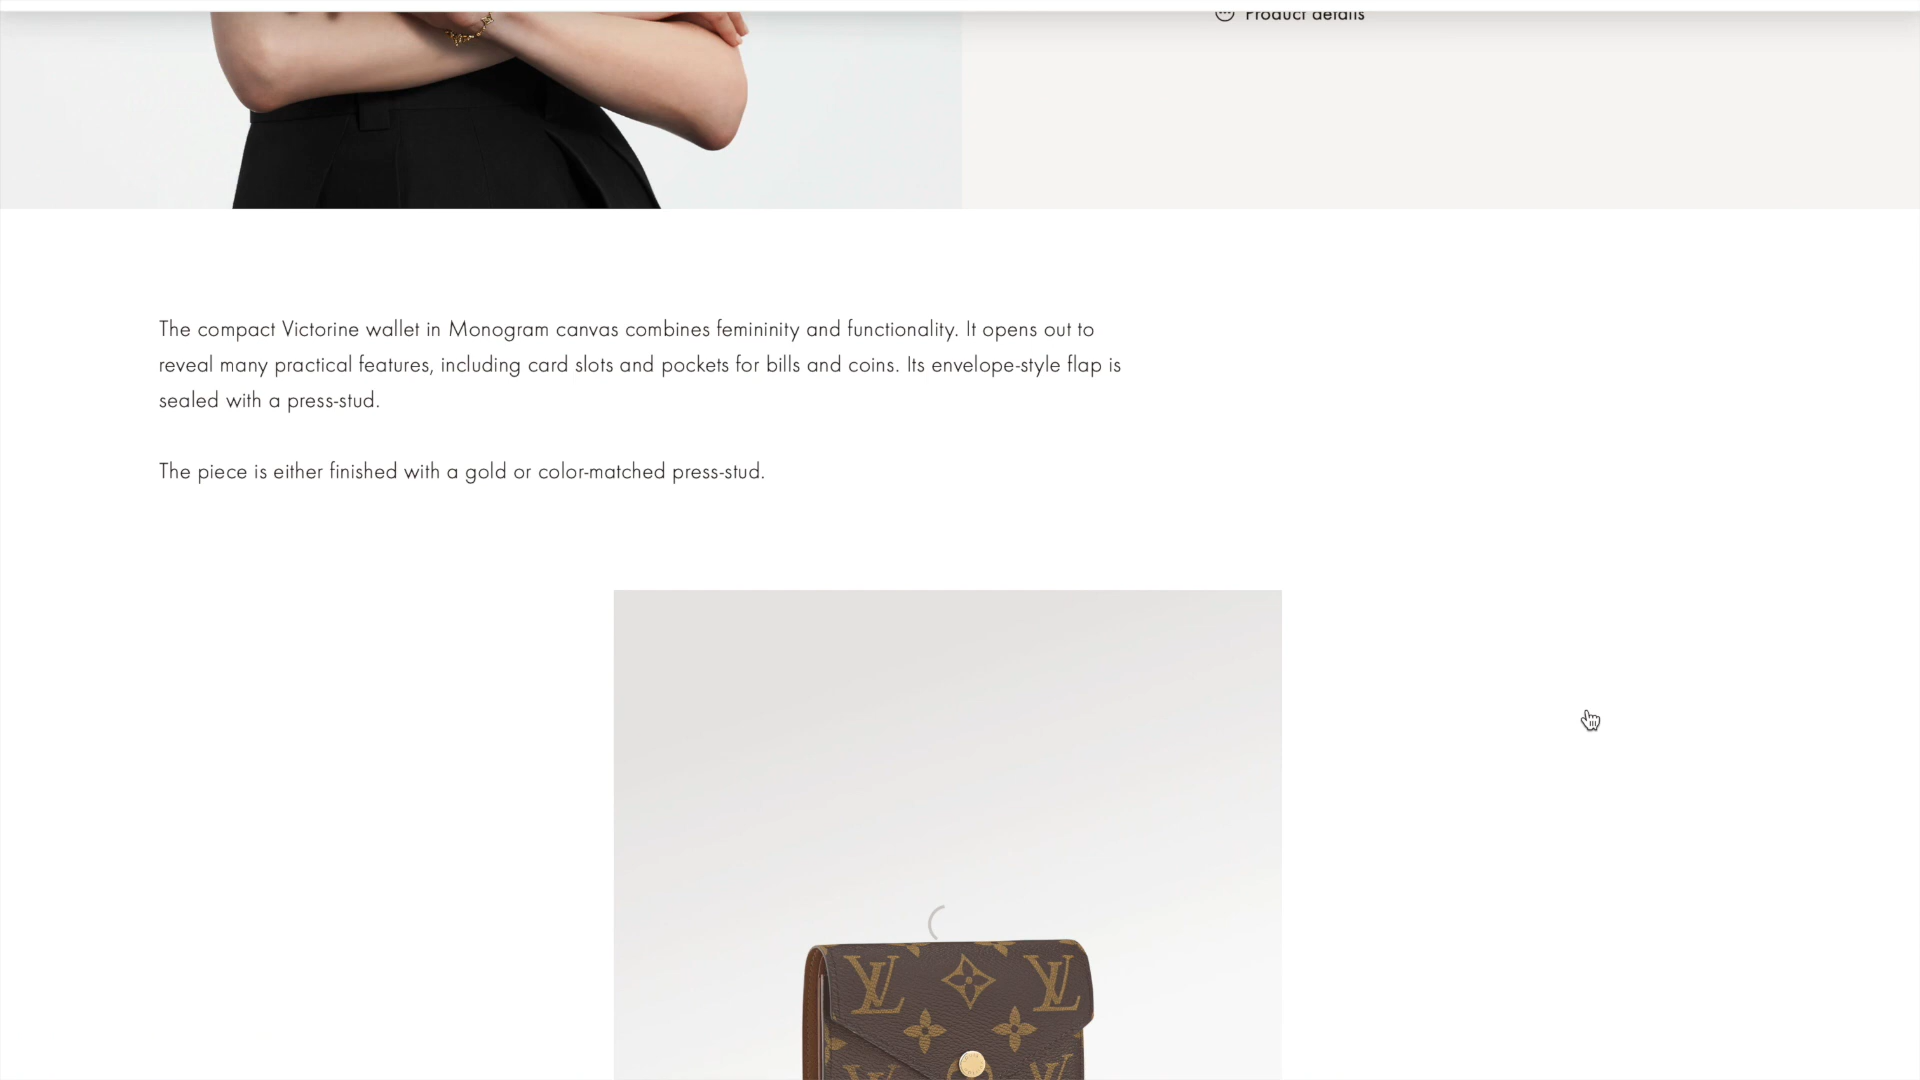 Product details
The compact Victorine wallet in Monogram canvas combines femininity and functionality. It opens out to
reveal many practical features, including card slots and pockets for bills and coins. Its envelope-style flap is
sealed with a press-stud.
The piece is either finished with a gold or color-matched press-stud.
LV LV